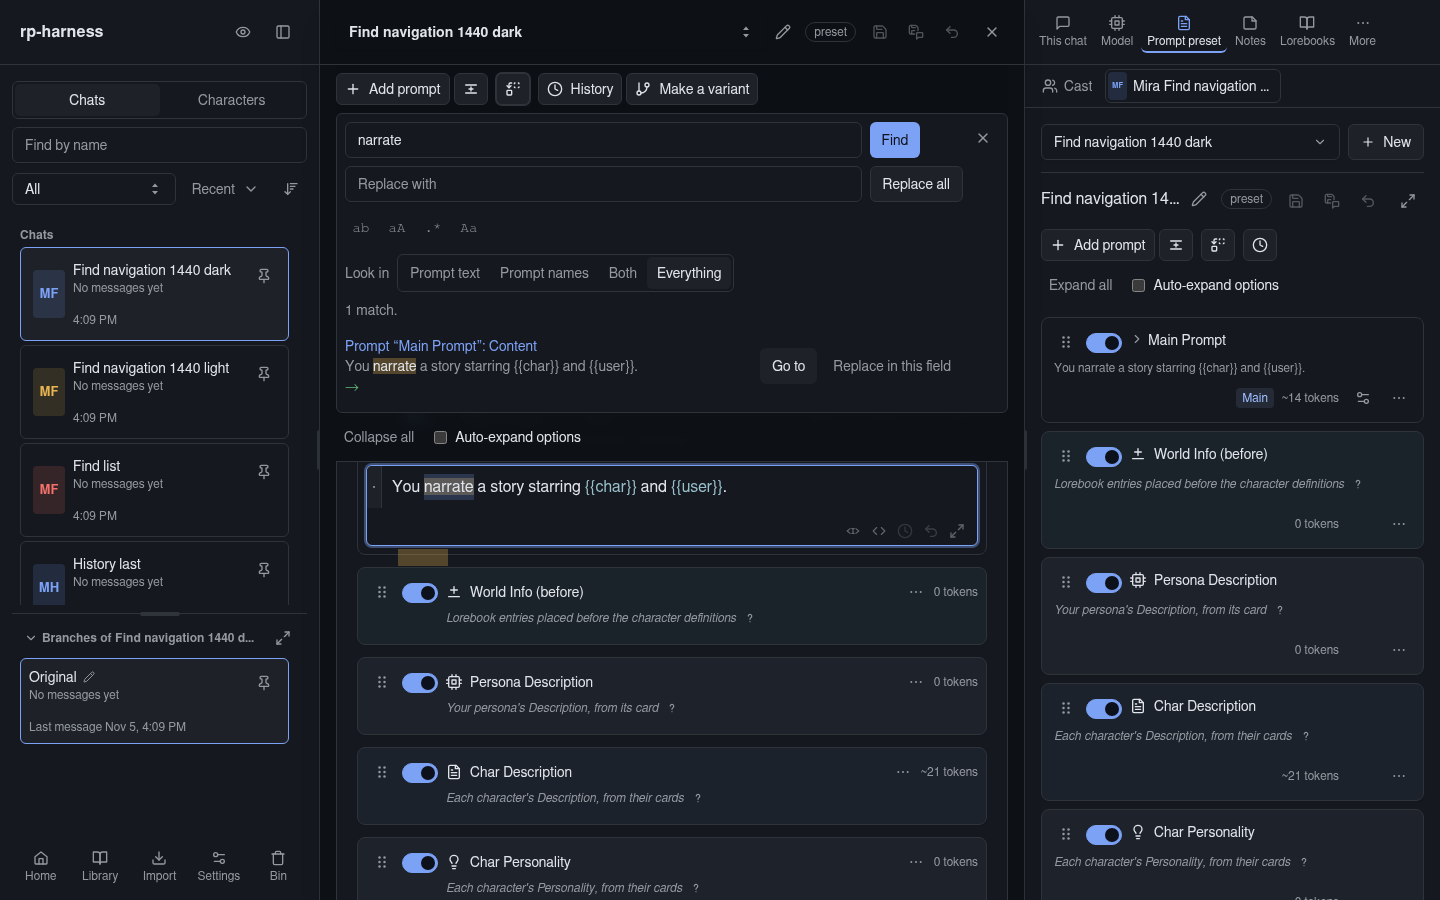 rp-harness
Chats
Characters
Find by name
All
Recent
Chats
MF
Find navigation 1440 dark
No messages yet
4:09 PM
MF
Find navigation 1440 light
No messages yet
4:09 PM
MF
Find list
No messages yet
4:09 PM
MH
History last
No messages yet
Branches of Find navigation 1440 d...
Original
No messages yet
Last message Nov 5, 4:09 PM
Home
Library
Import
Settings
Bin
Find navigation 1440 dark
preset
Add prompt
History
Make a variant
narrate
Find
Replace with
Replace all
ab aA .* Aa
Look in
Prompt text
Prompt names
Both
Everything
1 match.
Prompt “Main Prompt”: Content
You narrate a story starring {{char}} and {{user}}.
→
Go to
Replace in this field
Collapse all
Auto-expand options
You narrate a story starring {{char}} and {{user}}.
World Info (before)
0 tokens
Lorebook entries placed before the character definitions ?
Persona Description
0 tokens
Your persona's Description, from its card ?
Char Description
~21 tokens
Each character's Description, from their cards ?
Char Personality
0 tokens
Each character's Personality, from their cards ?
This chat
Model
Prompt preset
Notes
Lorebooks
More
Cast
MF
Mira Find navigation ...
Find navigation 1440 dark
New
Find navigation 14...
preset
Add prompt
Expand all
Auto-expand options
Main Prompt
You narrate a story starring {{char}} and {{user}}.
Main
~14 tokens
World Info (before)
Lorebook entries placed before the character definitions ?
0 tokens
Persona Description
Your persona's Description, from its card ?
0 tokens
Char Description
Each character's Description, from their cards ?
~21 tokens
Char Personality
Each character's Personality, from their cards ?